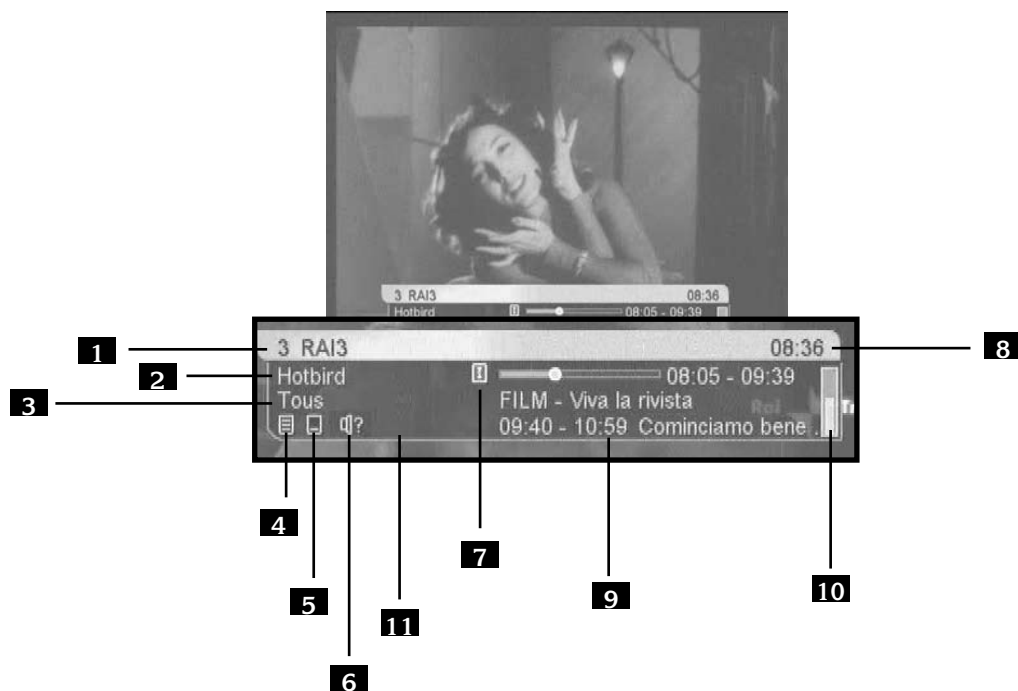 3 RAI3 08:36
Hotbird 08:05 - 09:39
1 3 RAI3 08:36 8
2 Hotbird 08:05 - 09:39
3 Tous FILM - Viva la rivista
09:40 - 10:59 Cominciamo bene .
4
7
5 11 9 10
6